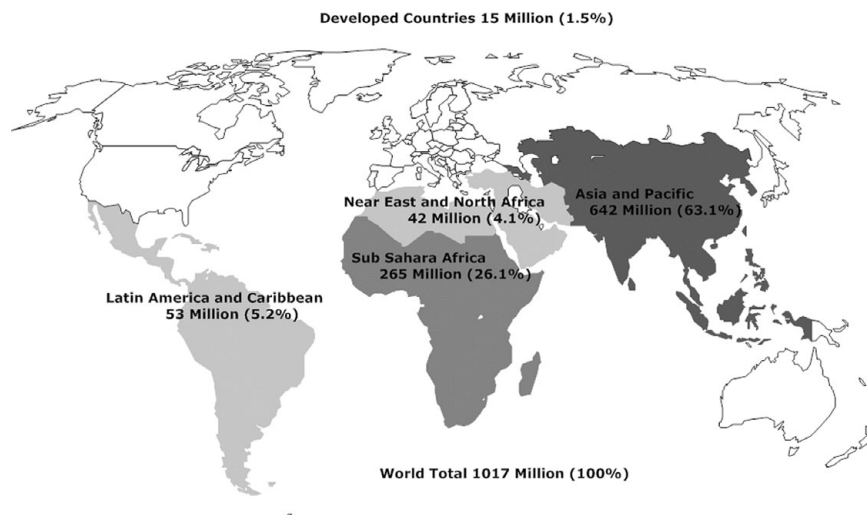 Developed Countries 15 Million (1.5%)
Near East and North Africa
42 Million (4.1%)
Asia and Pacific
642 Million (63.1%)
Sub Sahara Africa
265 Million (26.1%)
Latin America and Caribbean
53 Million (5.2%)
World Total 1017 Million (100%)